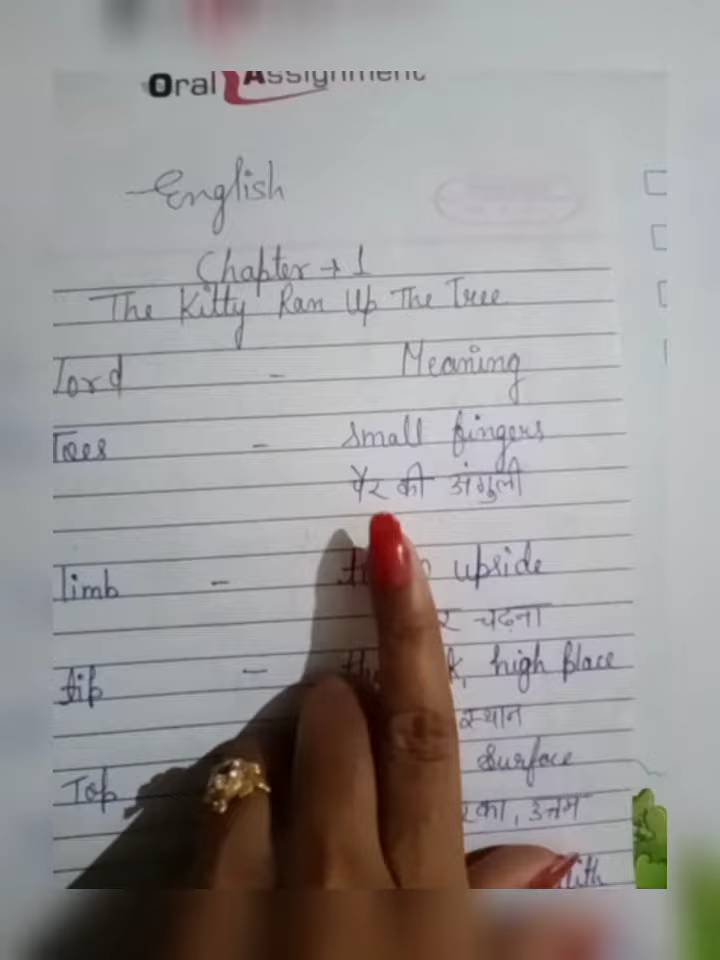 Oral Assignment
English
Chapter → 1
The Kitty Ran Up The Tree
Word - Meaning
Toes - Small fingers
पैर की अंगुली
limb - upside
चढ़ना
tip - high place
स्थान
Top Surface
उत्तम